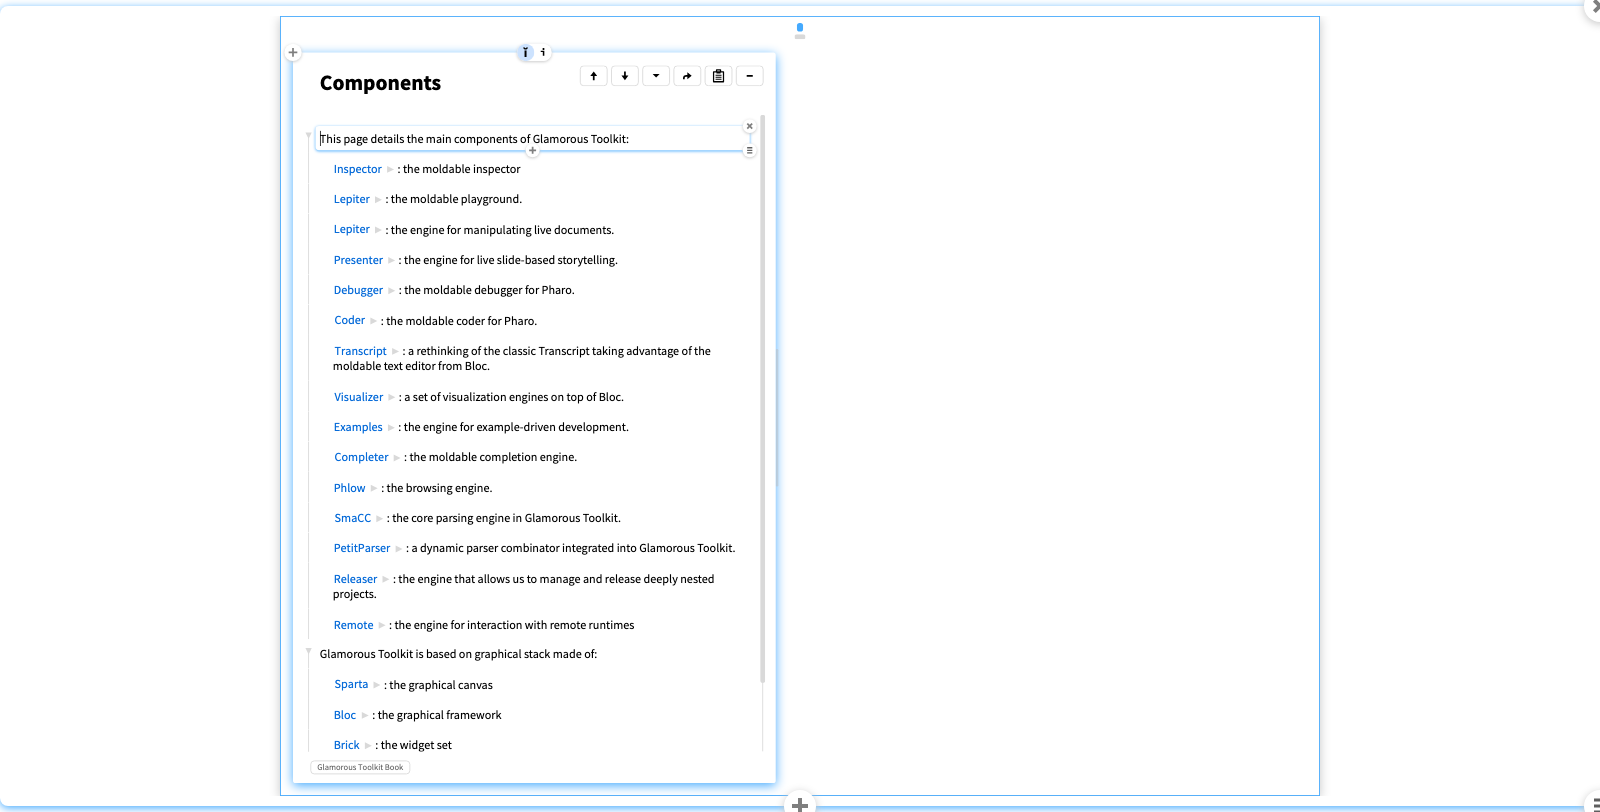 Components
This page details the main components of Glamorous Toolkit:
Inspector : the moldable inspector
Lepiter : the moldable playground.
Lepiter : the engine for manipulating live documents.
Presenter : the engine for live slide-based storytelling.
Debugger : the moldable debugger for Pharo.
Coder : the moldable coder for Pharo.
Transcript : a rethinking of the classic Transcript taking advantage of the
moldable text editor from Bloc.
Visualizer : a set of visualization engines on top of Bloc.
Examples : the engine for example-driven development.
Completer : the moldable completion engine.
Phlow : the browsing engine.
SmaCC : the core parsing engine in Glamorous Toolkit.
PetitParser : a dynamic parser combinator integrated into Glamorous Toolkit.
Releaser : the engine that allows us to manage and release deeply nested
projects.
Remote : the engine for interaction with remote runtimes
Glamorous Toolkit is based on graphical stack made of:
Sparta : the graphical canvas
Bloc : the graphical framework
Brick : the widget set
Glamorous Toolkit Book